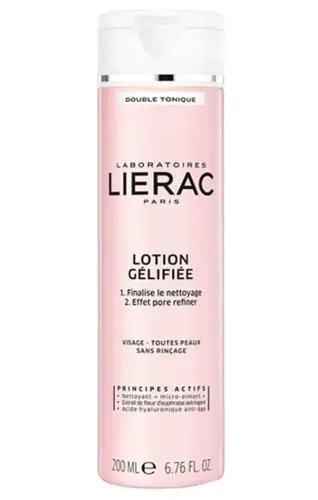 DOUBLE TONIQUE
LABORATOIRES
LIERAC
PARIS
LOTION
GÉLIFIÉE
1. Finalise le nettoyage
2. Effet pore refiner
VISAGE - TOUTES PEAUX
SANS RINÇAGE
PRINCIPES ACTIFS
• Nettoyant « micro-aimant »
• Extrait de fleur d'euphraise astringent
• Acide hyaluronique anti-âge
200 ML e 6.76 FL. OZ.